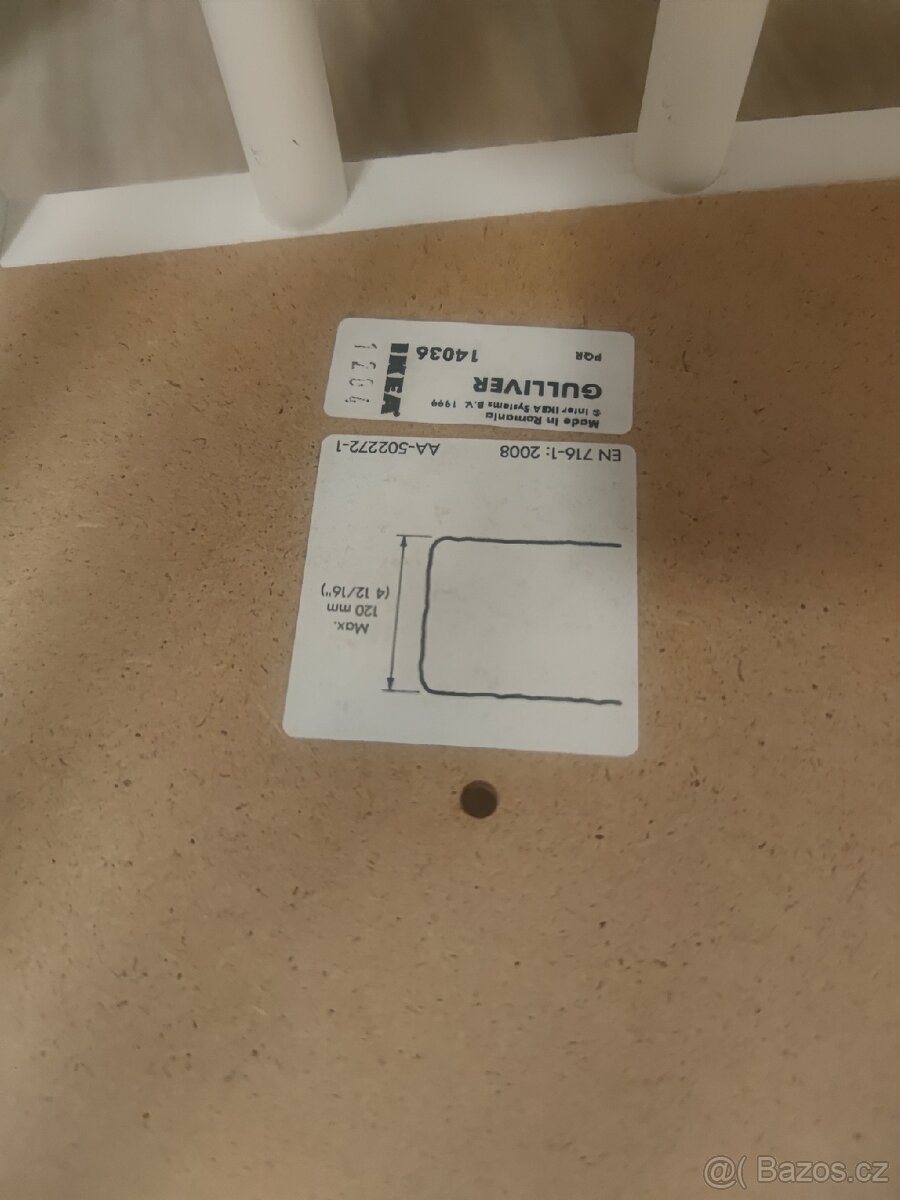 EN 716-1: 2008 AA-502272-1
Max.
120 mm
(4 12/16")
Made in Romania
© Inter IKEA Systems B.V. 1999
GULLIVER
PQR 14036
IKEA
1204
@( Bazos.cz